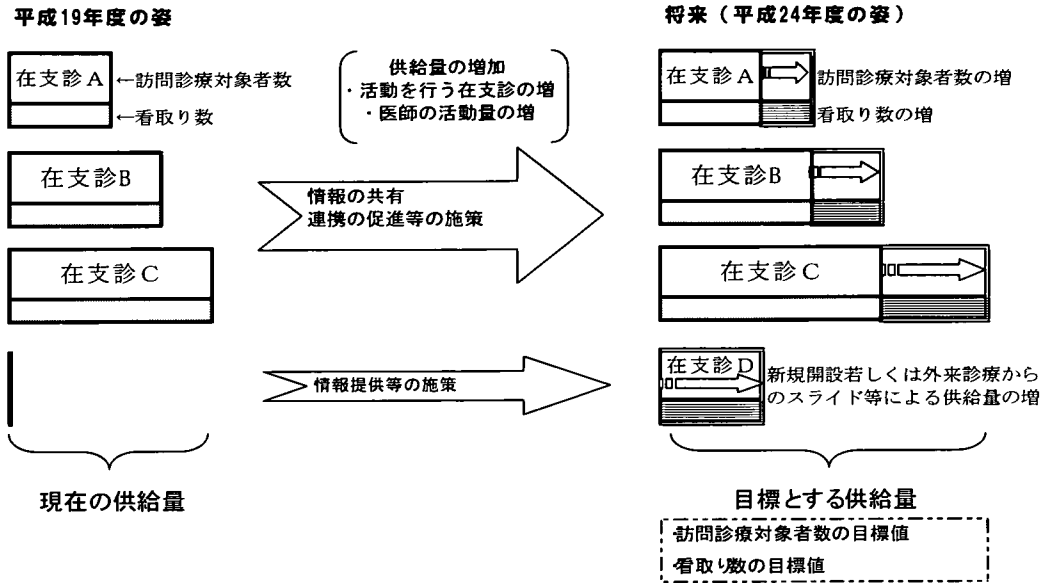 平成19年度の姿
在支診A
←訪問診療対象者数
←看取り数
在支診B
在支診C
現在の供給量
供給量の増加
・活動を行う在支診の増
・医師の活動量の増
情報の共有
連携の促進等の施策
情報提供等の施策
将来（平成24年度の姿）
在支診A
訪問診療対象者数の増
看取り数の増
在支診B
在支診C
在支診D
新規開設若しくは外来診療から
のスライド等による供給量の増
目標とする供給量
・訪問診療対象者数の目標値
・看取り数の目標値